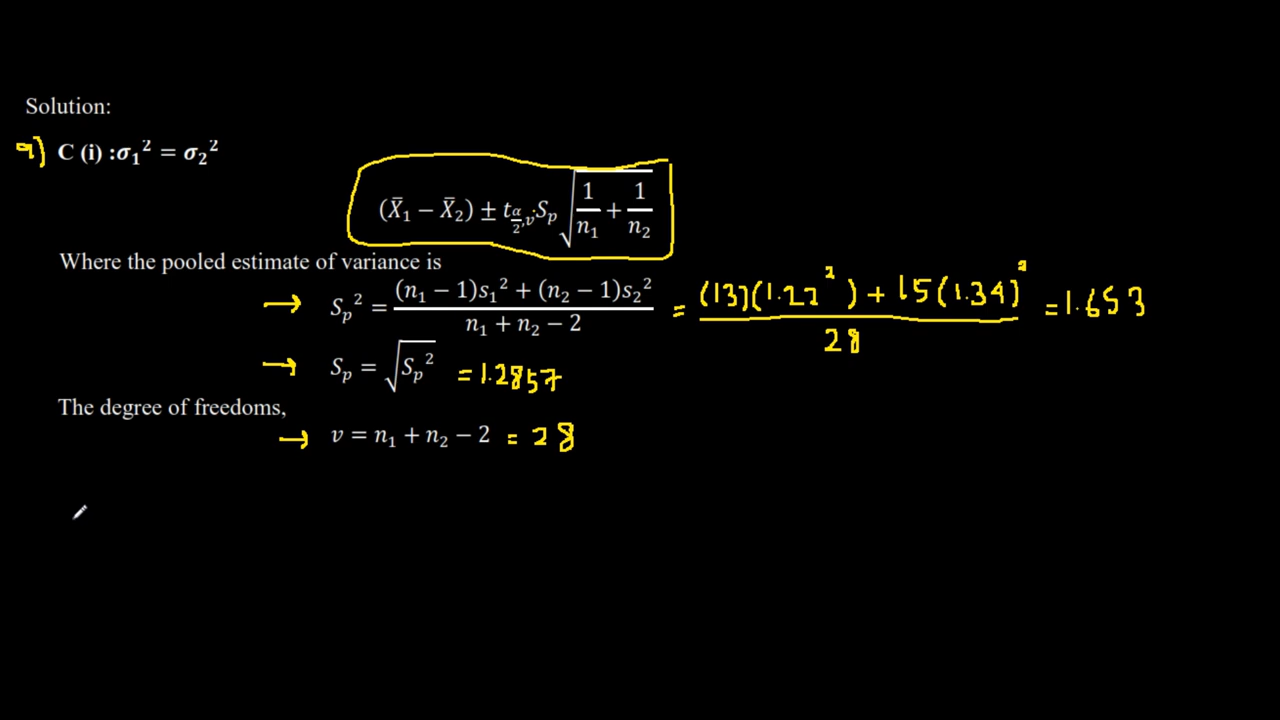 Solution:
a) C (i) :σ₁² = σ₂²
(X̄₁ − X̄₂) ± t_{α/2,v}.S_p √(1/n₁ + 1/n₂)
Where the pooled estimate of variance is
→ S_p² = ((n₁ − 1)s₁² + (n₂ − 1)s₂²)/(n₁ + n₂ − 2) = ((13)(1.22²) + 15(1.34)²)/28 = 1.653
→ S_p = √(S_p²) = 1.2857
The degree of freedoms,
→ v = n₁ + n₂ − 2 = 28